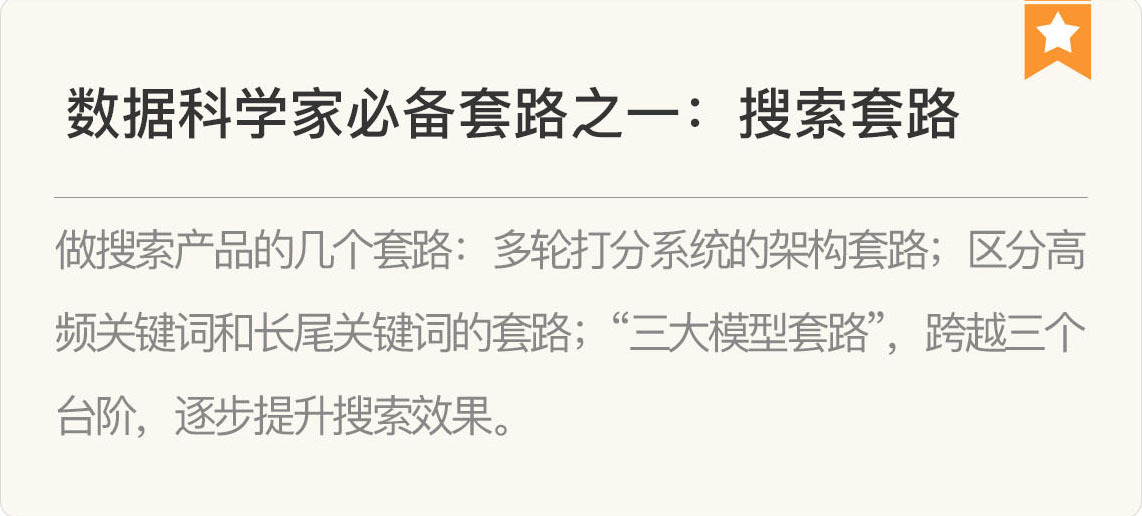 数据科学家必备套路之一：搜索套路
做搜索产品的几个套路：多轮打分系统的架构套路；区分高
频关键词和长尾关键词的套路；“三大模型套路”，跨越三个
台阶，逐步提升搜索效果。